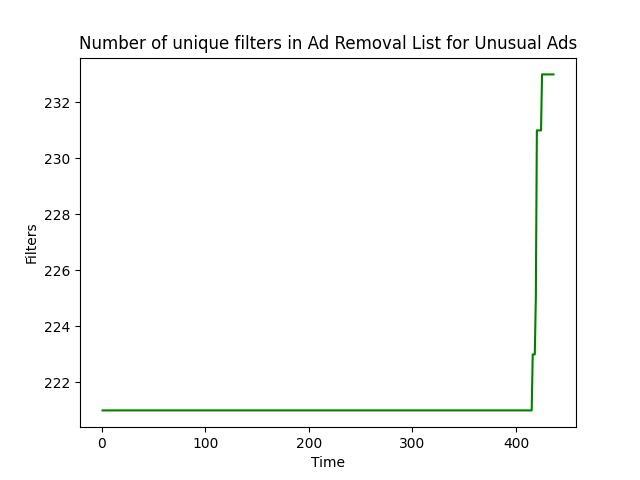 Number of unique filters in Ad Removal List for Unusual Ads
232
230
228
226
224
222
Filters
0 100 200 300 400
Time